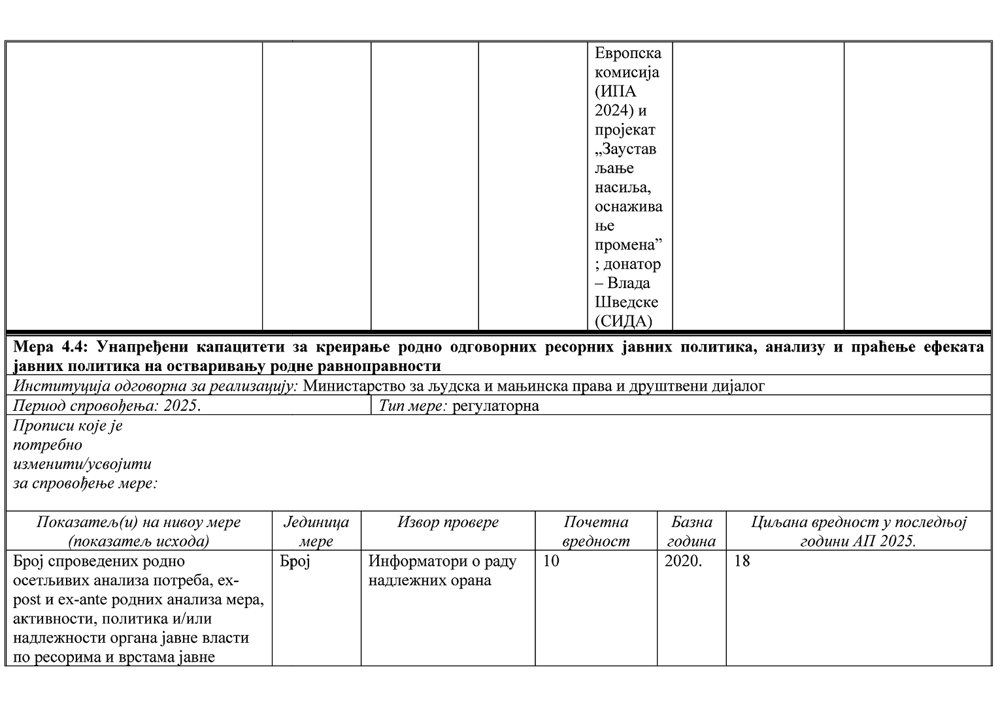 Европска
комисија
(ИПА
2024) и
пројекат
„Заустав
љање
насиља,
оснажива
ње
промена”
; донатор
– Влада
Шведске
(СИДА)
Мера 4.4: Унапређени капацитети за креирање родно одговорних ресорних јавних политика, анализу и праћење ефеката
јавних политика на остваривању родне равноправности
Институција одговорна за реализацију: Министарство за људска и мањинска права и друштвени дијалог
Период спровођења: 2025. Тип мере: регулаторна
Прописи које је
потребно
изменити/усвојити
за спровођење мере:
Показатељ(и) на нивоу мере Јединица Извор провере Почетна Базна Циљана вредност у последњој
(показатељ исхода) мере вредност година години АП 2025.
Број спроведених родно Број Информатори о раду 10 2020. 18
осетљивих анализа потреба, ex- надлежних орана
post и ex-ante родних анализа мера,
активности, политика и/или
надлежности органа јавне власти
по ресорима и врстама јавне